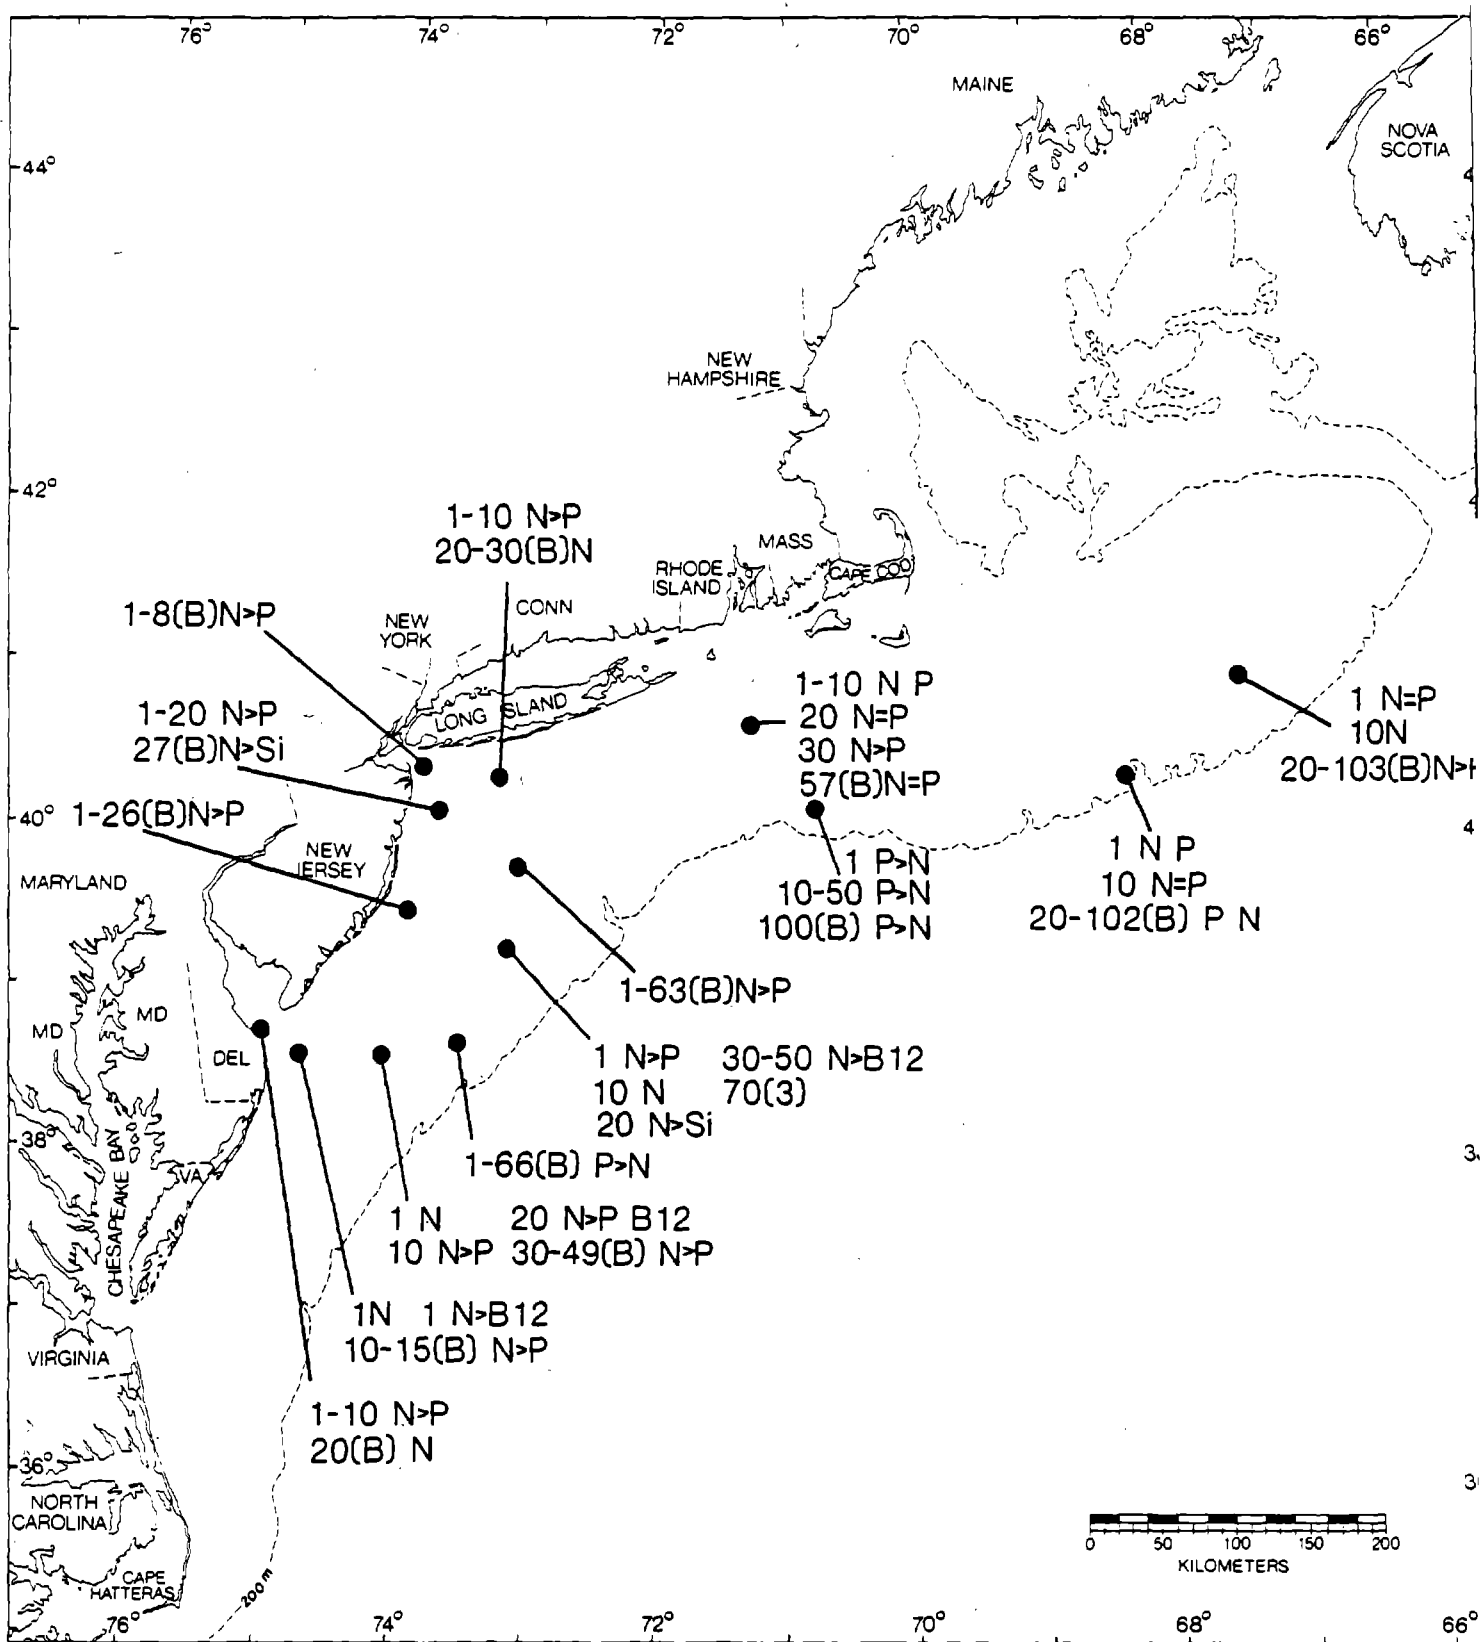 76° 74° 72° 70° 68° 66°
MAINE
NOVA
SCOTIA
44°
NEW
HAMPSHIRE
42°
1-10 N>P
20-30(B)N
MASS
CAPE COD
RHODE
ISLAND
CONN
NEW
YORK
1-8(B)N>P
LONG ISLAND
1-20 N>P
27(B)N>Si
1-10 N P
20 N=P
30 N>P
57(B)N=P
1 N=P
10N
20-103(B)N>
40°
4
1-26(B)N>P
NEW
JERSEY
MARYLAND
1 P>N
10-50 P>N
100(B) P>N
1 N P
10 N=P
20-102(B) P N
1-63(B)N>P
MD
MD
DEL
1 N>P 30-50 N>B12
10 N 70(3)
20 N>Si
38°
CHESAPEAKE BAY
VA
1-66(B) P>N
1 N 20 N>P B12
10 N>P 30-49(B) N>P
1N 1 N>B12
10-15(B) N>P
VIRGINIA
1-10 N>P
20(B) N
36°
NORTH
CAROLINA
CAPE
HATTERAS
200m
0 50 100 150 200
KILOMETERS
76° 74° 72° 70° 68° 66°